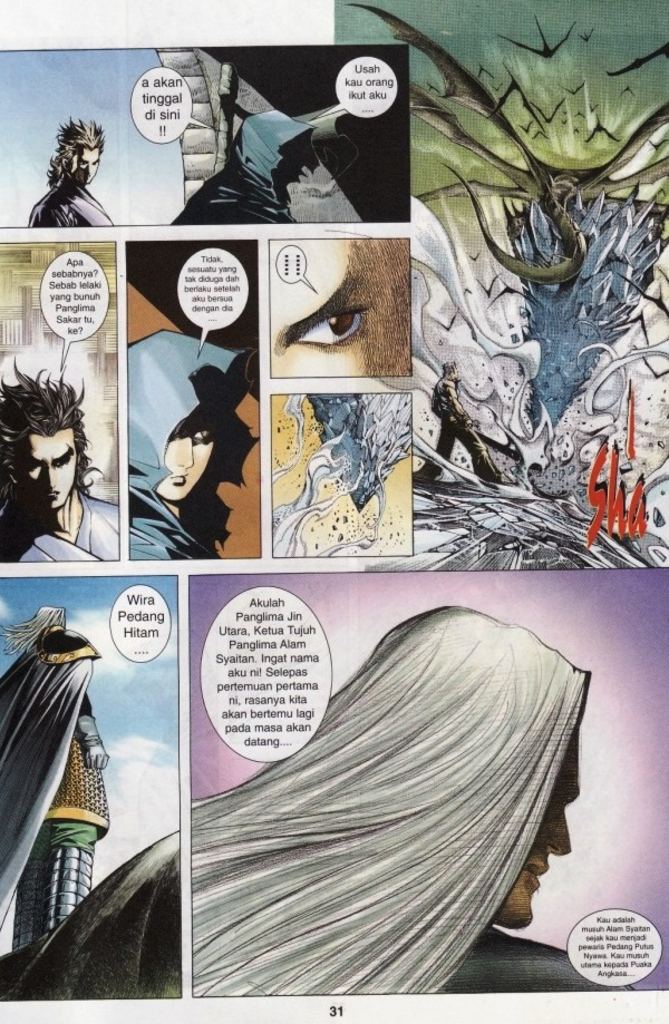 a akan
tinggal
di sini
!!
Usah
kau orang
ikut aku
....
Apa
sebabnya?
Sebab lelaki
yang bunuh
Panglima
Sakar tu,
ke?
Tidak,
sesuatu yang
tak diduga dah
berlaku setelah
aku bersua
dengan dia
....
Sha
Wira
Pedang
Hitam
....
Akulah
Panglima Jin
Utara, Ketua Tujuh
Panglima Alam
Syaitan. Ingat nama
aku ni! Selepas
pertemuan pertama
ni, rasanya kita
akan bertemu lagi
pada masa akan
datang....
Kau adalah
musuh Alam Syaitan
sejak kau menjadi
pewaris Pedang Putus
Nyawa. Kau musuh
utama kepada Puaka
Angkasa....
31